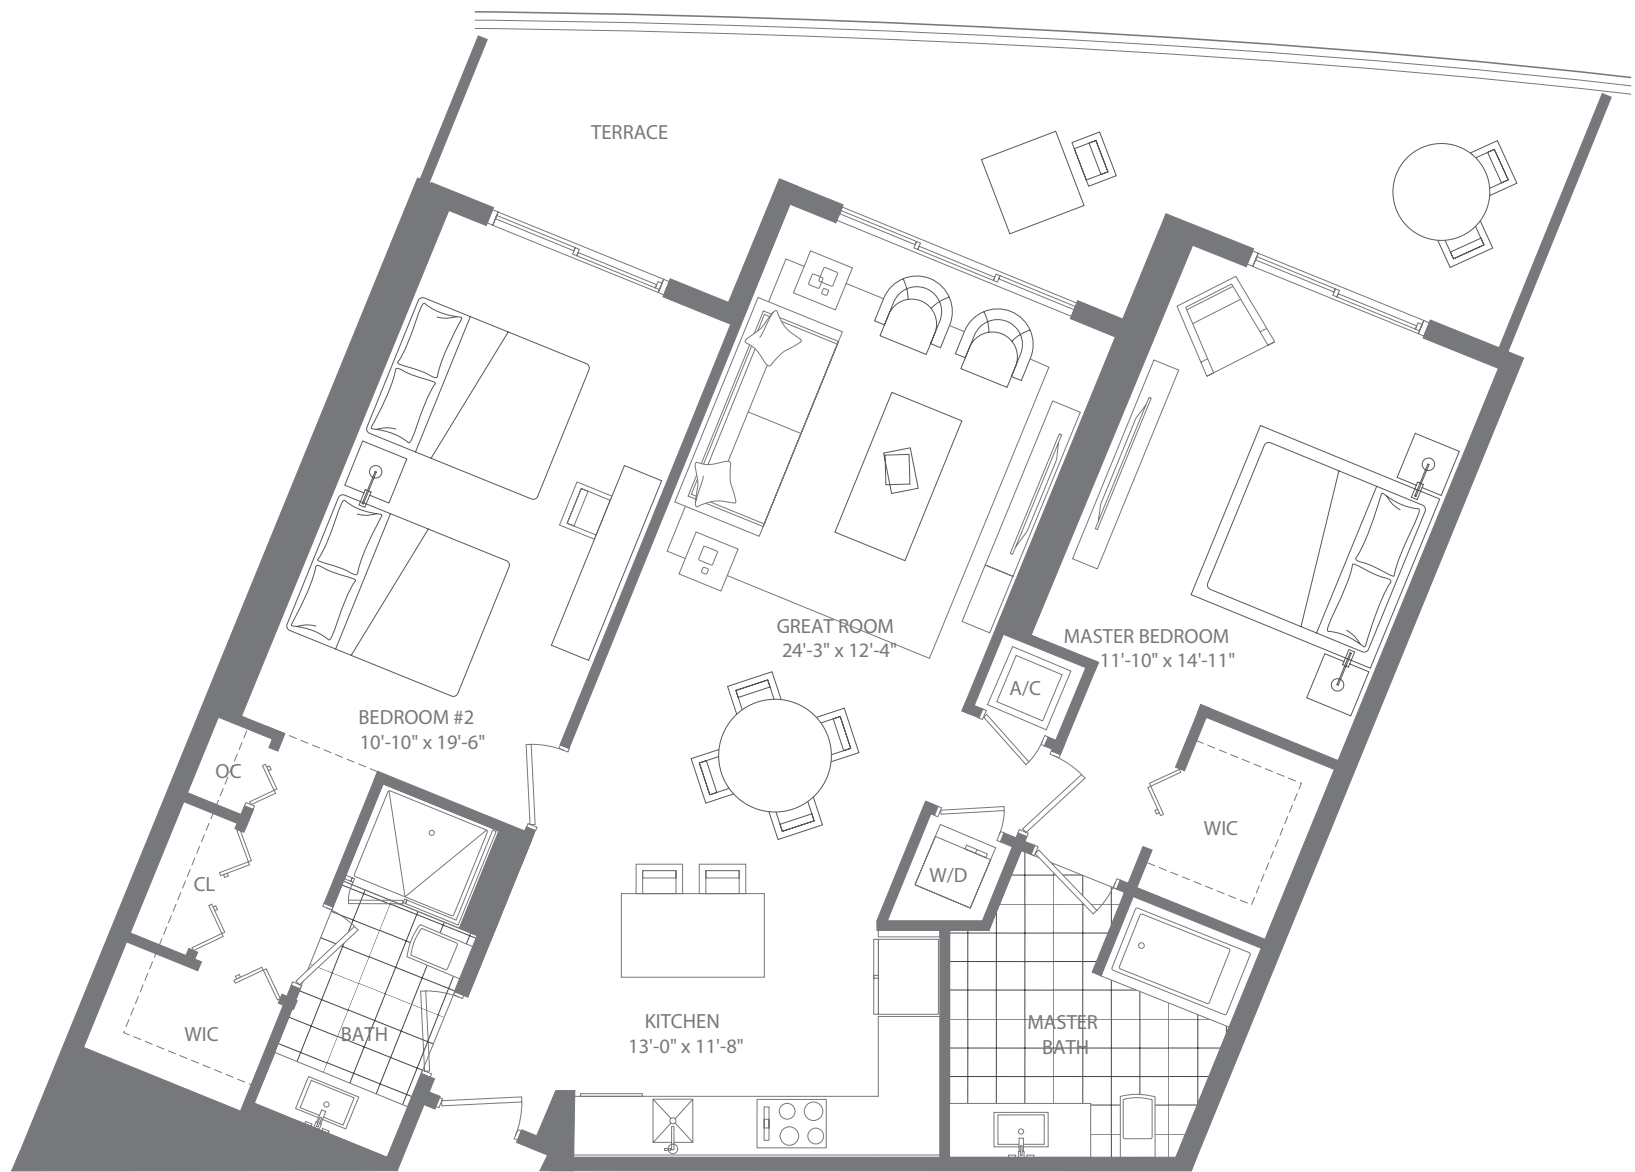 TERRACE
GREAT ROOM
24'-3" x 12'-4"
MASTER BEDROOM
11'-10" x 14'-11"
A/C
BEDROOM #2
10'-10" x 19'-6"
OC
WIC
CL
W/D
WIC
BATH
KITCHEN
13'-0" x 11'-8"
MASTER
BATH